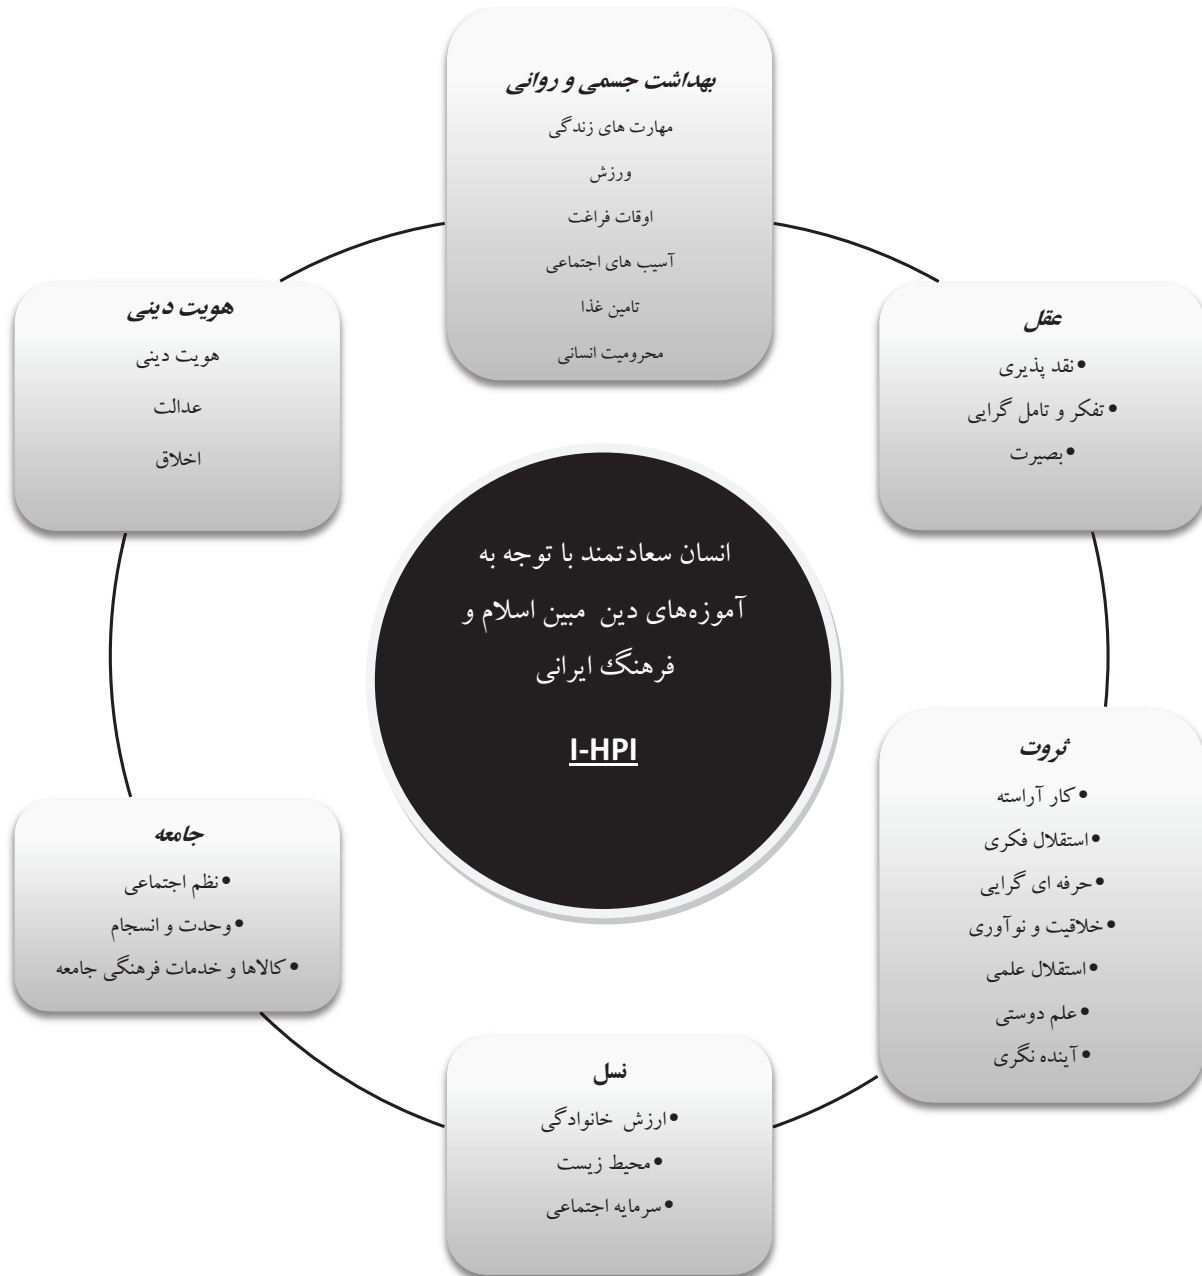 بهداشت جسمی و روانی
مهارت های زندگی
ورزش
اوقات فراغت
آسیب های اجتماعی
تامین غذا
محرومیت انسانی
عقل
•نقد پذیری
•تفکر و تامل گرایی
•بصیرت
ثروت
•کار آراسته
•استقلال فکری
•حرفه ای گرایی
•خلاقیت و نوآوری
•استقلال علمی
•علم دوستی
•آینده نگری
نسل
•ارزش خانوادگی
•محیط زیست
•سرمایه اجتماعی
جامعه
•نظم اجتماعی
•وحدت و انسجام
•کالاها و خدمات فرهنگی جامعه
هویت دینی
هویت دینی
عدالت
اخلاق
انسان سعادتمند با توجه به
آموزه‌های دین مبین اسلام و
فرهنگ ایرانی
I-HPI